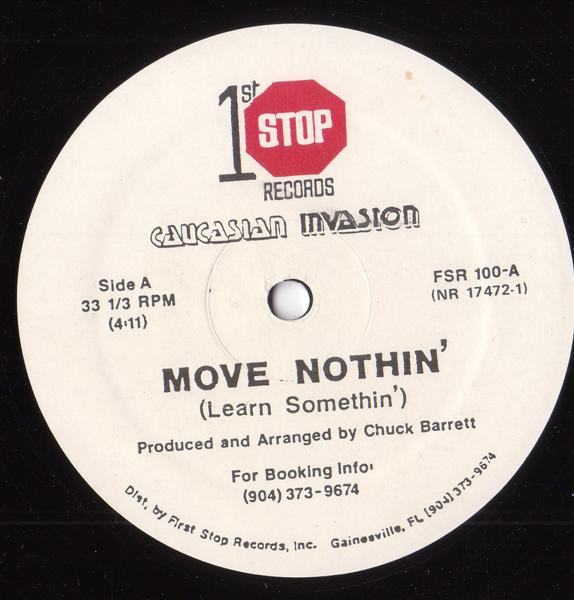 1st STOP
RECORDS
CAUCASIAN INVASION
Side A
33 1/3 RPM
(4:11)
FSR 100-A
(NR 17472-1)
MOVE NOTHIN'
(Learn Somethin')
Produced and Arranged by Chuck Barrett
For Booking Info:
(904) 373-9674
Dist. by First Stop Records, Inc. Gainesville, FL (904) 373-9674